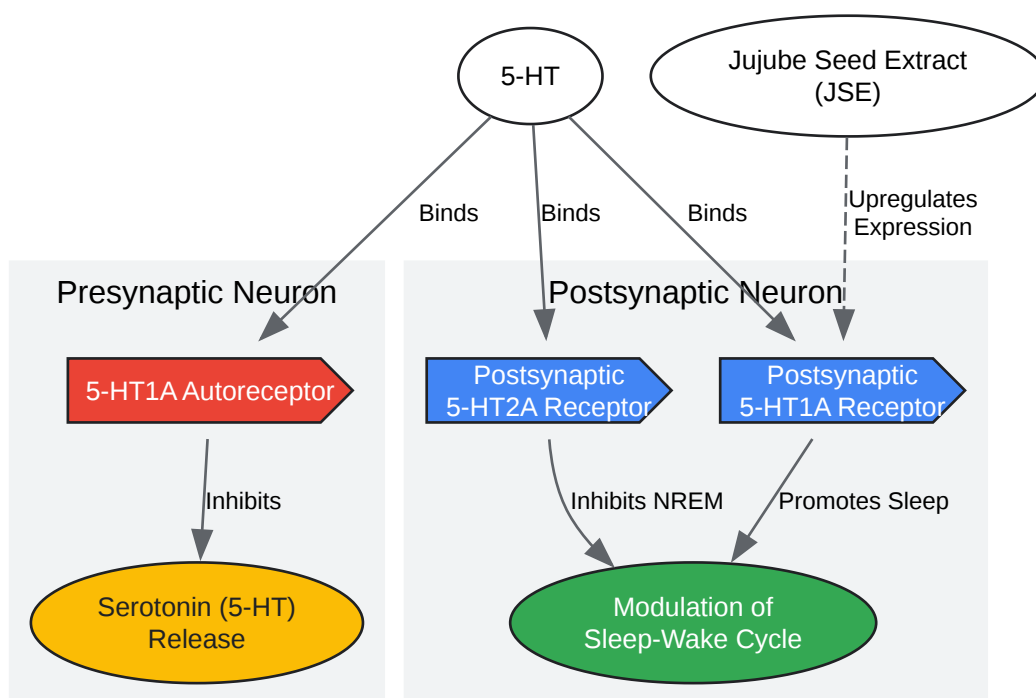 5-HT
Jujube Seed Extract
(JSE)
Binds
Binds
Binds
Upregulates
Expression
Presynaptic Neuron
Postsynaptic Neuron
5-HT1A Autoreceptor
Postsynaptic
5-HT2A Receptor
Postsynaptic
5-HT1A Receptor
Inhibits
Inhibits NREM
Promotes Sleep
Serotonin (5-HT)
Release
Modulation of
Sleep-Wake Cycle